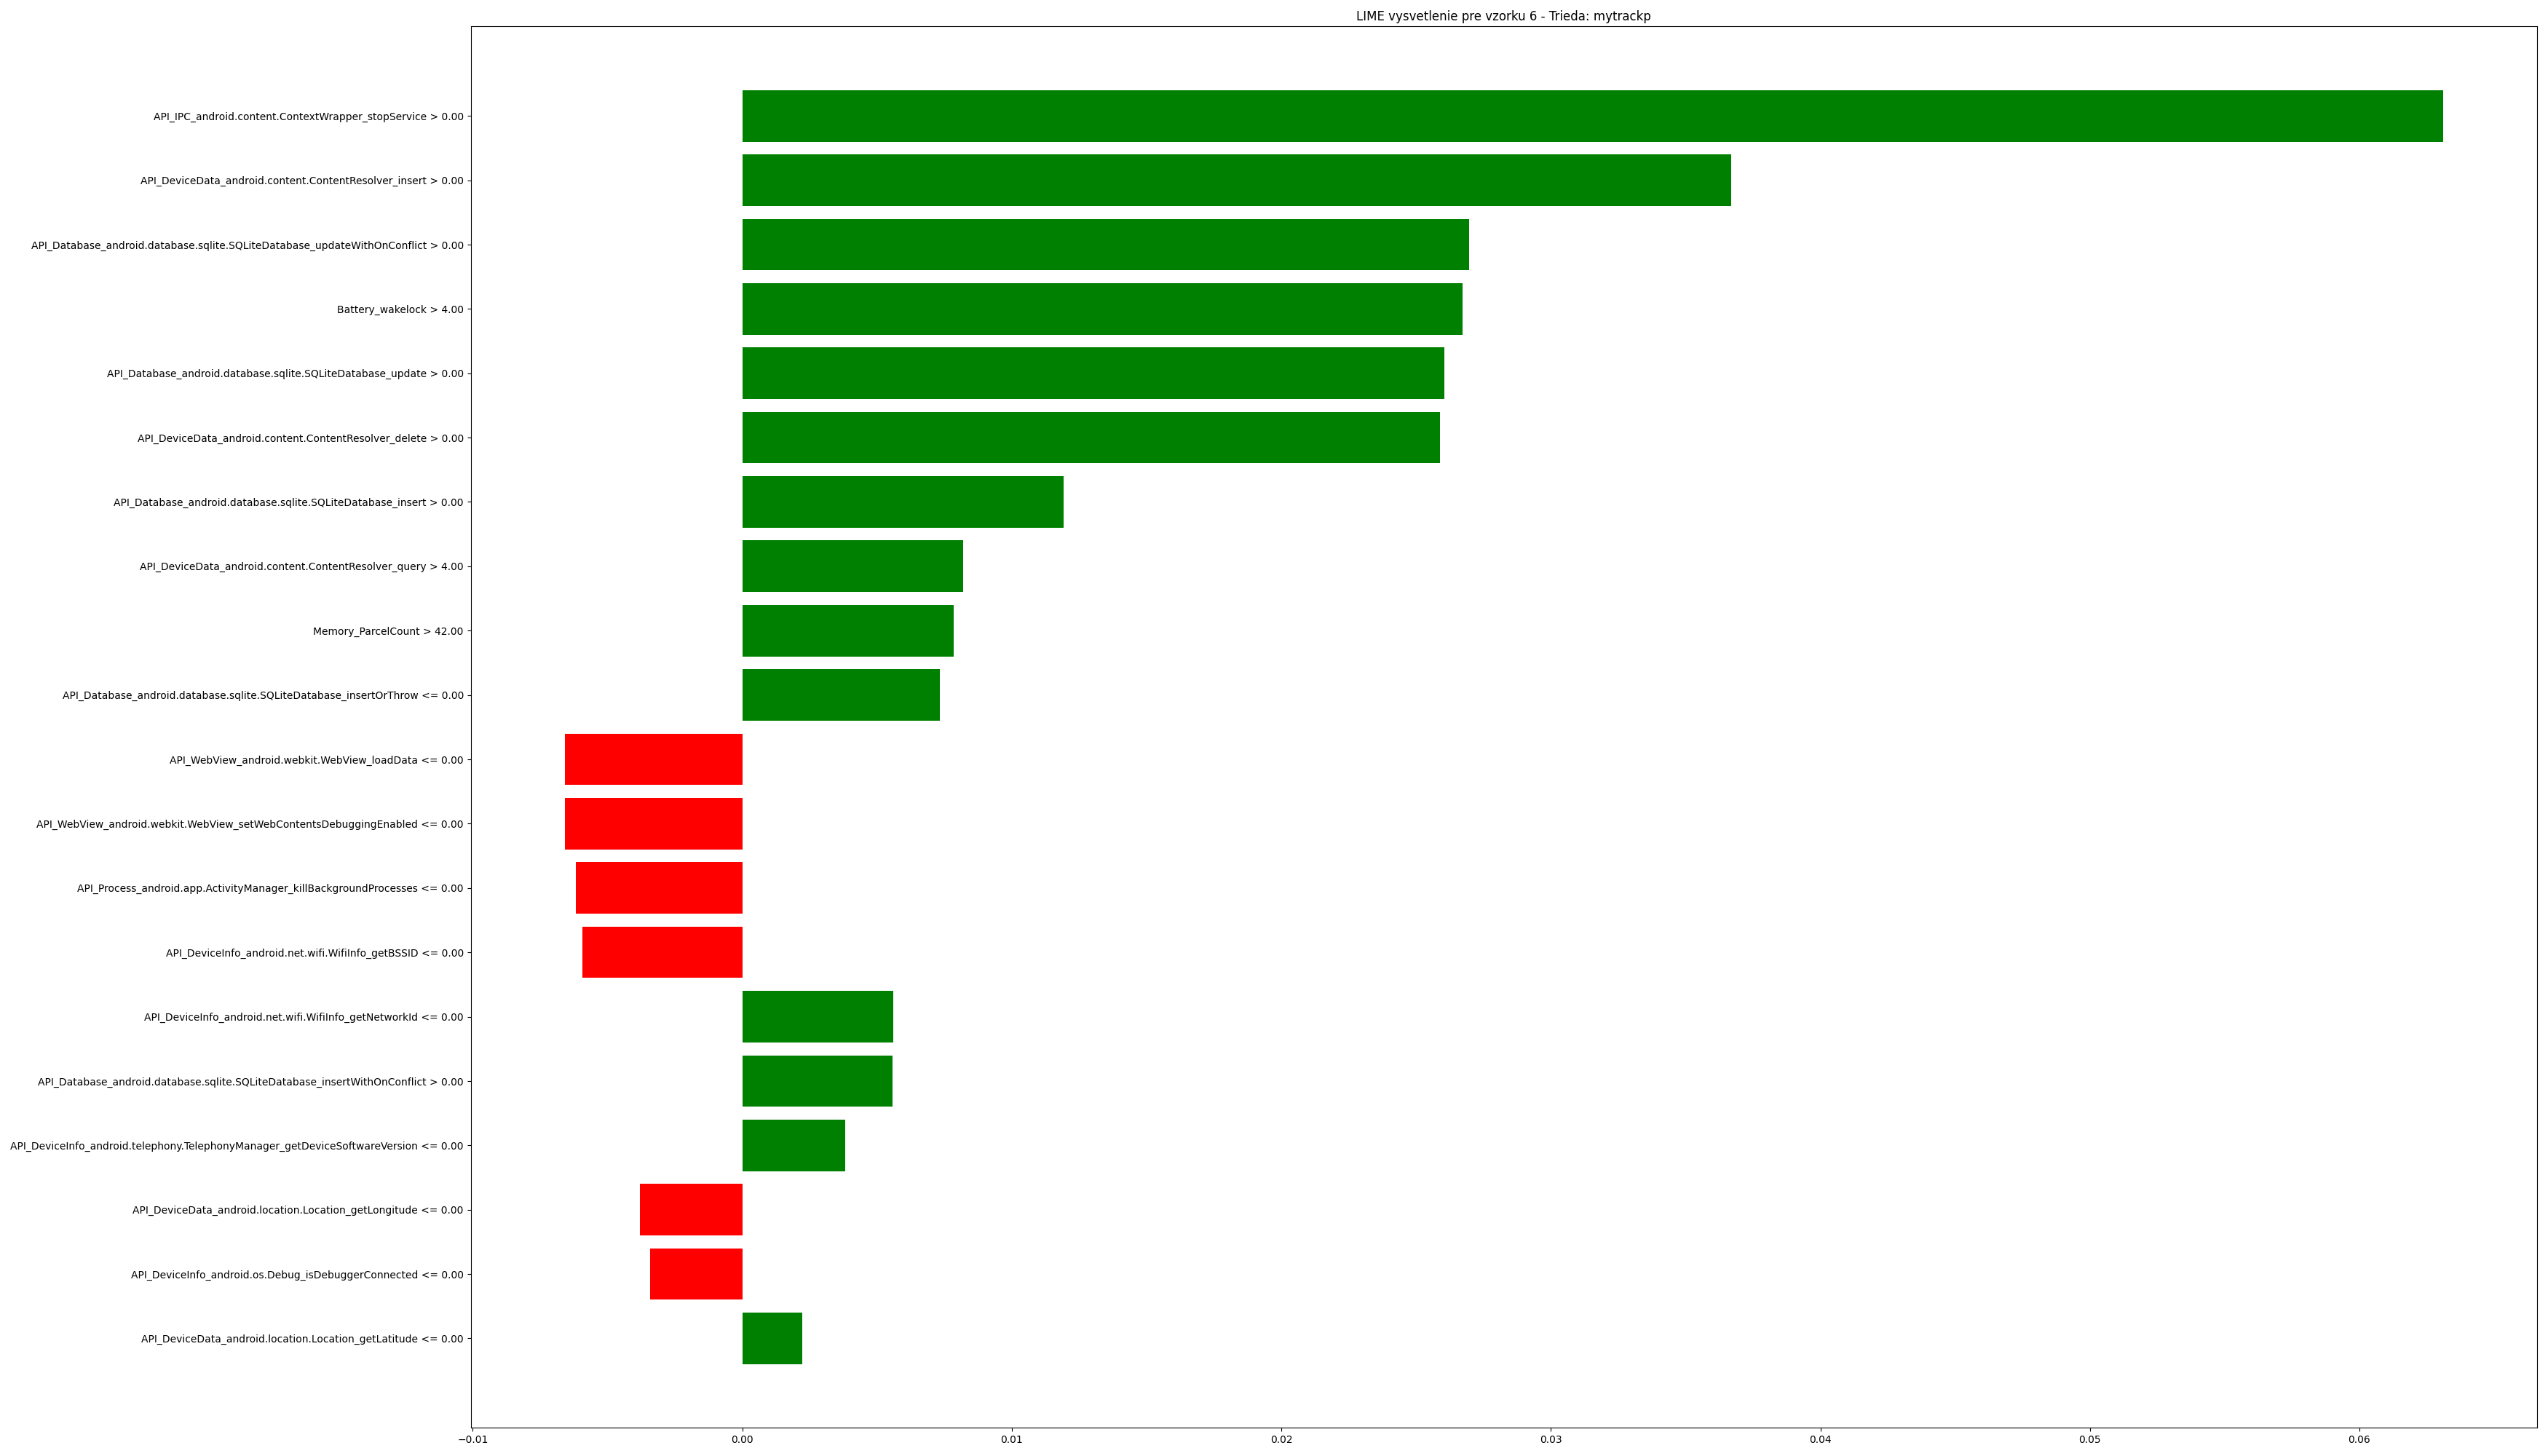 LIME vysvetlenie pre vzorku 6 - Trieda: mytrackp
API_IPC_android.content.ContextWrapper_stopService > 0.00
API_DeviceData_android.content.ContentResolver_insert > 0.00
API_Database_android.database.sqlite.SQLiteDatabase_updateWithOnConflict > 0.00
Battery_wakelock > 4.00
API_Database_android.database.sqlite.SQLiteDatabase_update > 0.00
API_DeviceData_android.content.ContentResolver_delete > 0.00
API_Database_android.database.sqlite.SQLiteDatabase_insert > 0.00
API_DeviceData_android.content.ContentResolver_query > 4.00
Memory_ParcelCount > 42.00
API_Database_android.database.sqlite.SQLiteDatabase_insertOrThrow <= 0.00
API_WebView_android.webkit.WebView_loadData <= 0.00
API_WebView_android.webkit.WebView_setWebContentsDebuggingEnabled <= 0.00
API_Process_android.app.ActivityManager_killBackgroundProcesses <= 0.00
API_DeviceInfo_android.net.wifi.WifiInfo_getBSSID <= 0.00
API_DeviceInfo_android.net.wifi.WifiInfo_getNetworkId <= 0.00
API_Database_android.database.sqlite.SQLiteDatabase_insertWithOnConflict > 0.00
API_DeviceInfo_android.telephony.TelephonyManager_getDeviceSoftwareVersion <= 0.00
API_DeviceData_android.location.Location_getLongitude <= 0.00
API_DeviceInfo_android.os.Debug_isDebuggerConnected <= 0.00
API_DeviceData_android.location.Location_getLatitude <= 0.00
−0.01 0.00 0.01 0.02 0.03 0.04 0.05 0.06